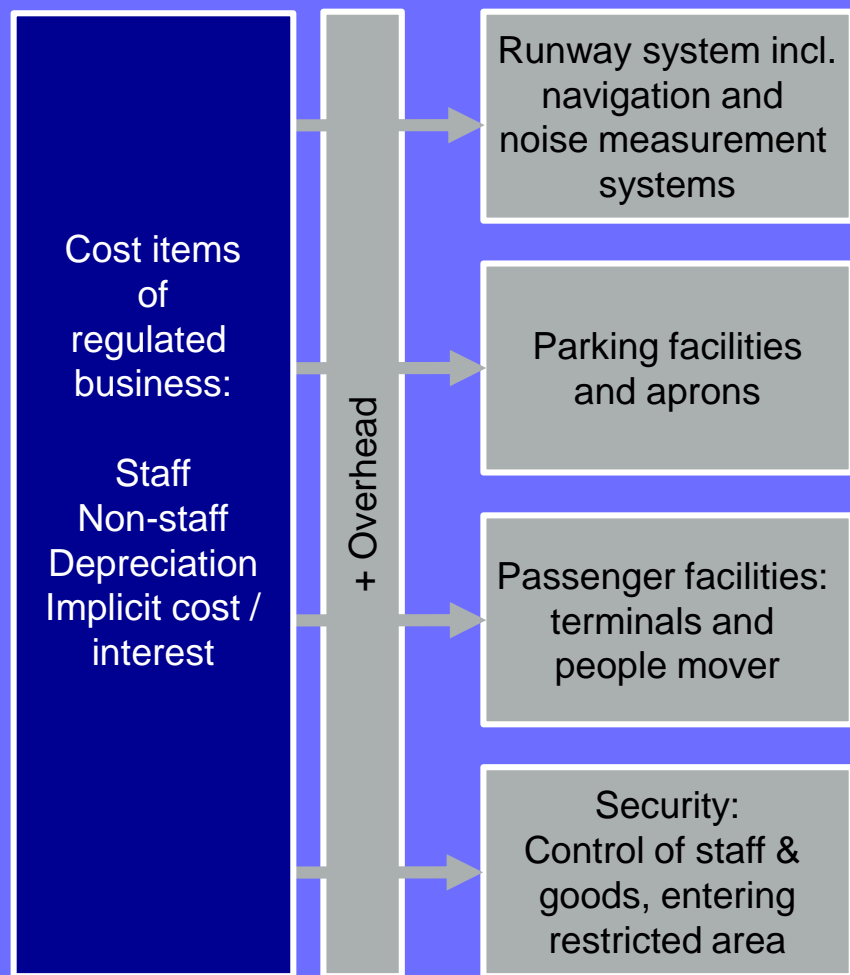 Cost items
of
regulated
business:
Staff
Non-staff
Depreciation
Implicit cost /
interest
+ Overhead
Runway system incl.
navigation and
noise measurement
systems
Parking facilities
and aprons
Passenger facilities:
terminals and
people mover
Security:
Control of staff &
goods, entering
restricted area